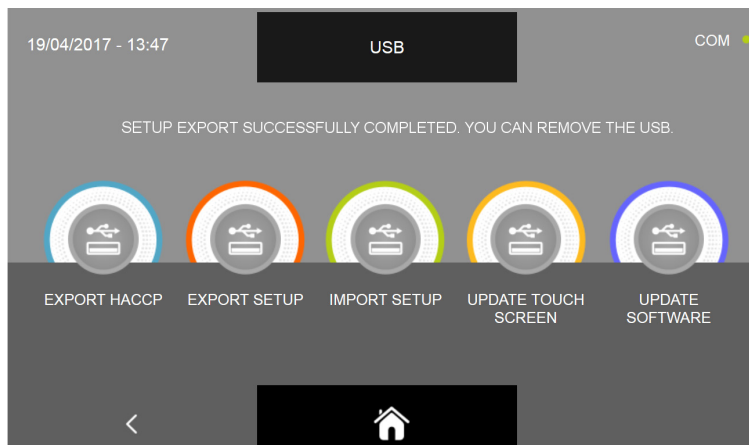 19/04/2017 - 13:47
USB
COM
SETUP EXPORT SUCCESSFULLY COMPLETED. YOU CAN REMOVE THE USB.
EXPORT HACCP
EXPORT SETUP
IMPORT SETUP
UPDATE TOUCH
SCREEN
UPDATE
SOFTWARE